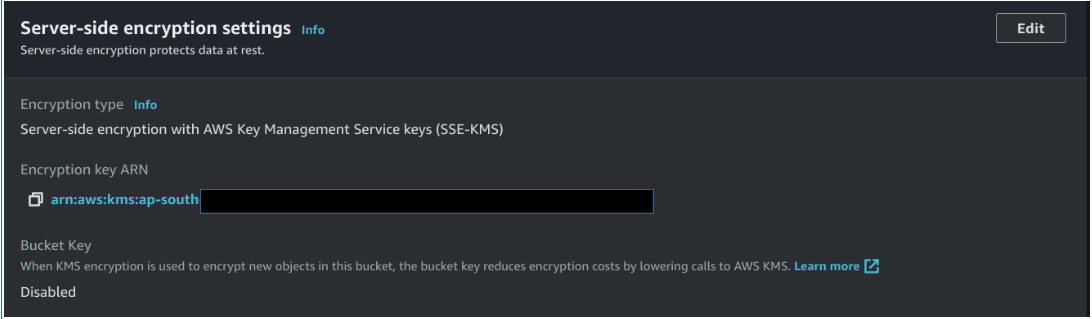 Server-side encryption settings Info
Edit
Server-side encryption protects data at rest.
Encryption type Info
Server-side encryption with AWS Key Management Service keys (SSE-KMS)
Encryption key ARN
arn:aws:kms:ap-south
Bucket Key
When KMS encryption is used to encrypt new objects in this bucket, the bucket key reduces encryption costs by lowering calls to AWS KMS. Learn more
Disabled